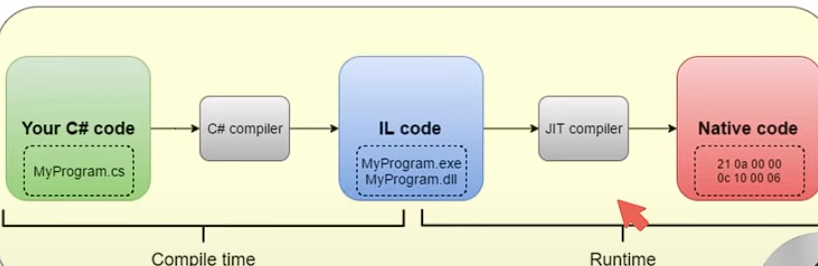 Your C# code
MyProgram.cs
C# compiler
IL code
MyProgram.exe
MyProgram.dll
JIT compiler
Native code
21 0a 00 00
0c 10 00 06
Compile time
Runtime